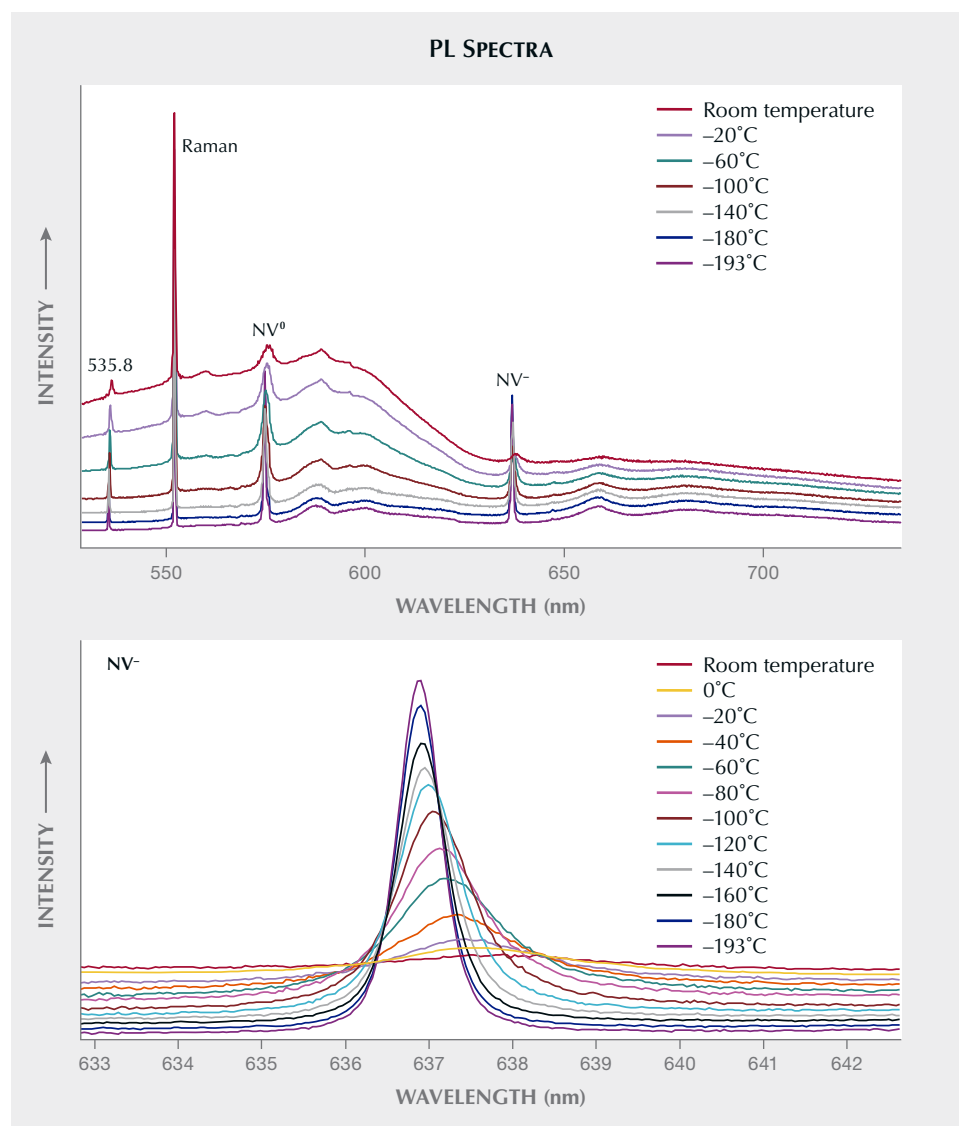 PL SPECTRA
Raman
NV⁰
535.8
NV⁻
Room temperature
–20˚C
–60˚C
–100˚C
–140˚C
–180˚C
–193˚C
INTENSITY
550 600 650 700
WAVELENGTH (nm)
NV⁻
Room temperature
0˚C
–20˚C
–40˚C
–60˚C
–80˚C
–100˚C
–120˚C
–140˚C
–160˚C
–180˚C
–193˚C
INTENSITY
633 634 635 636 637 638 639 640 641 642
WAVELENGTH (nm)